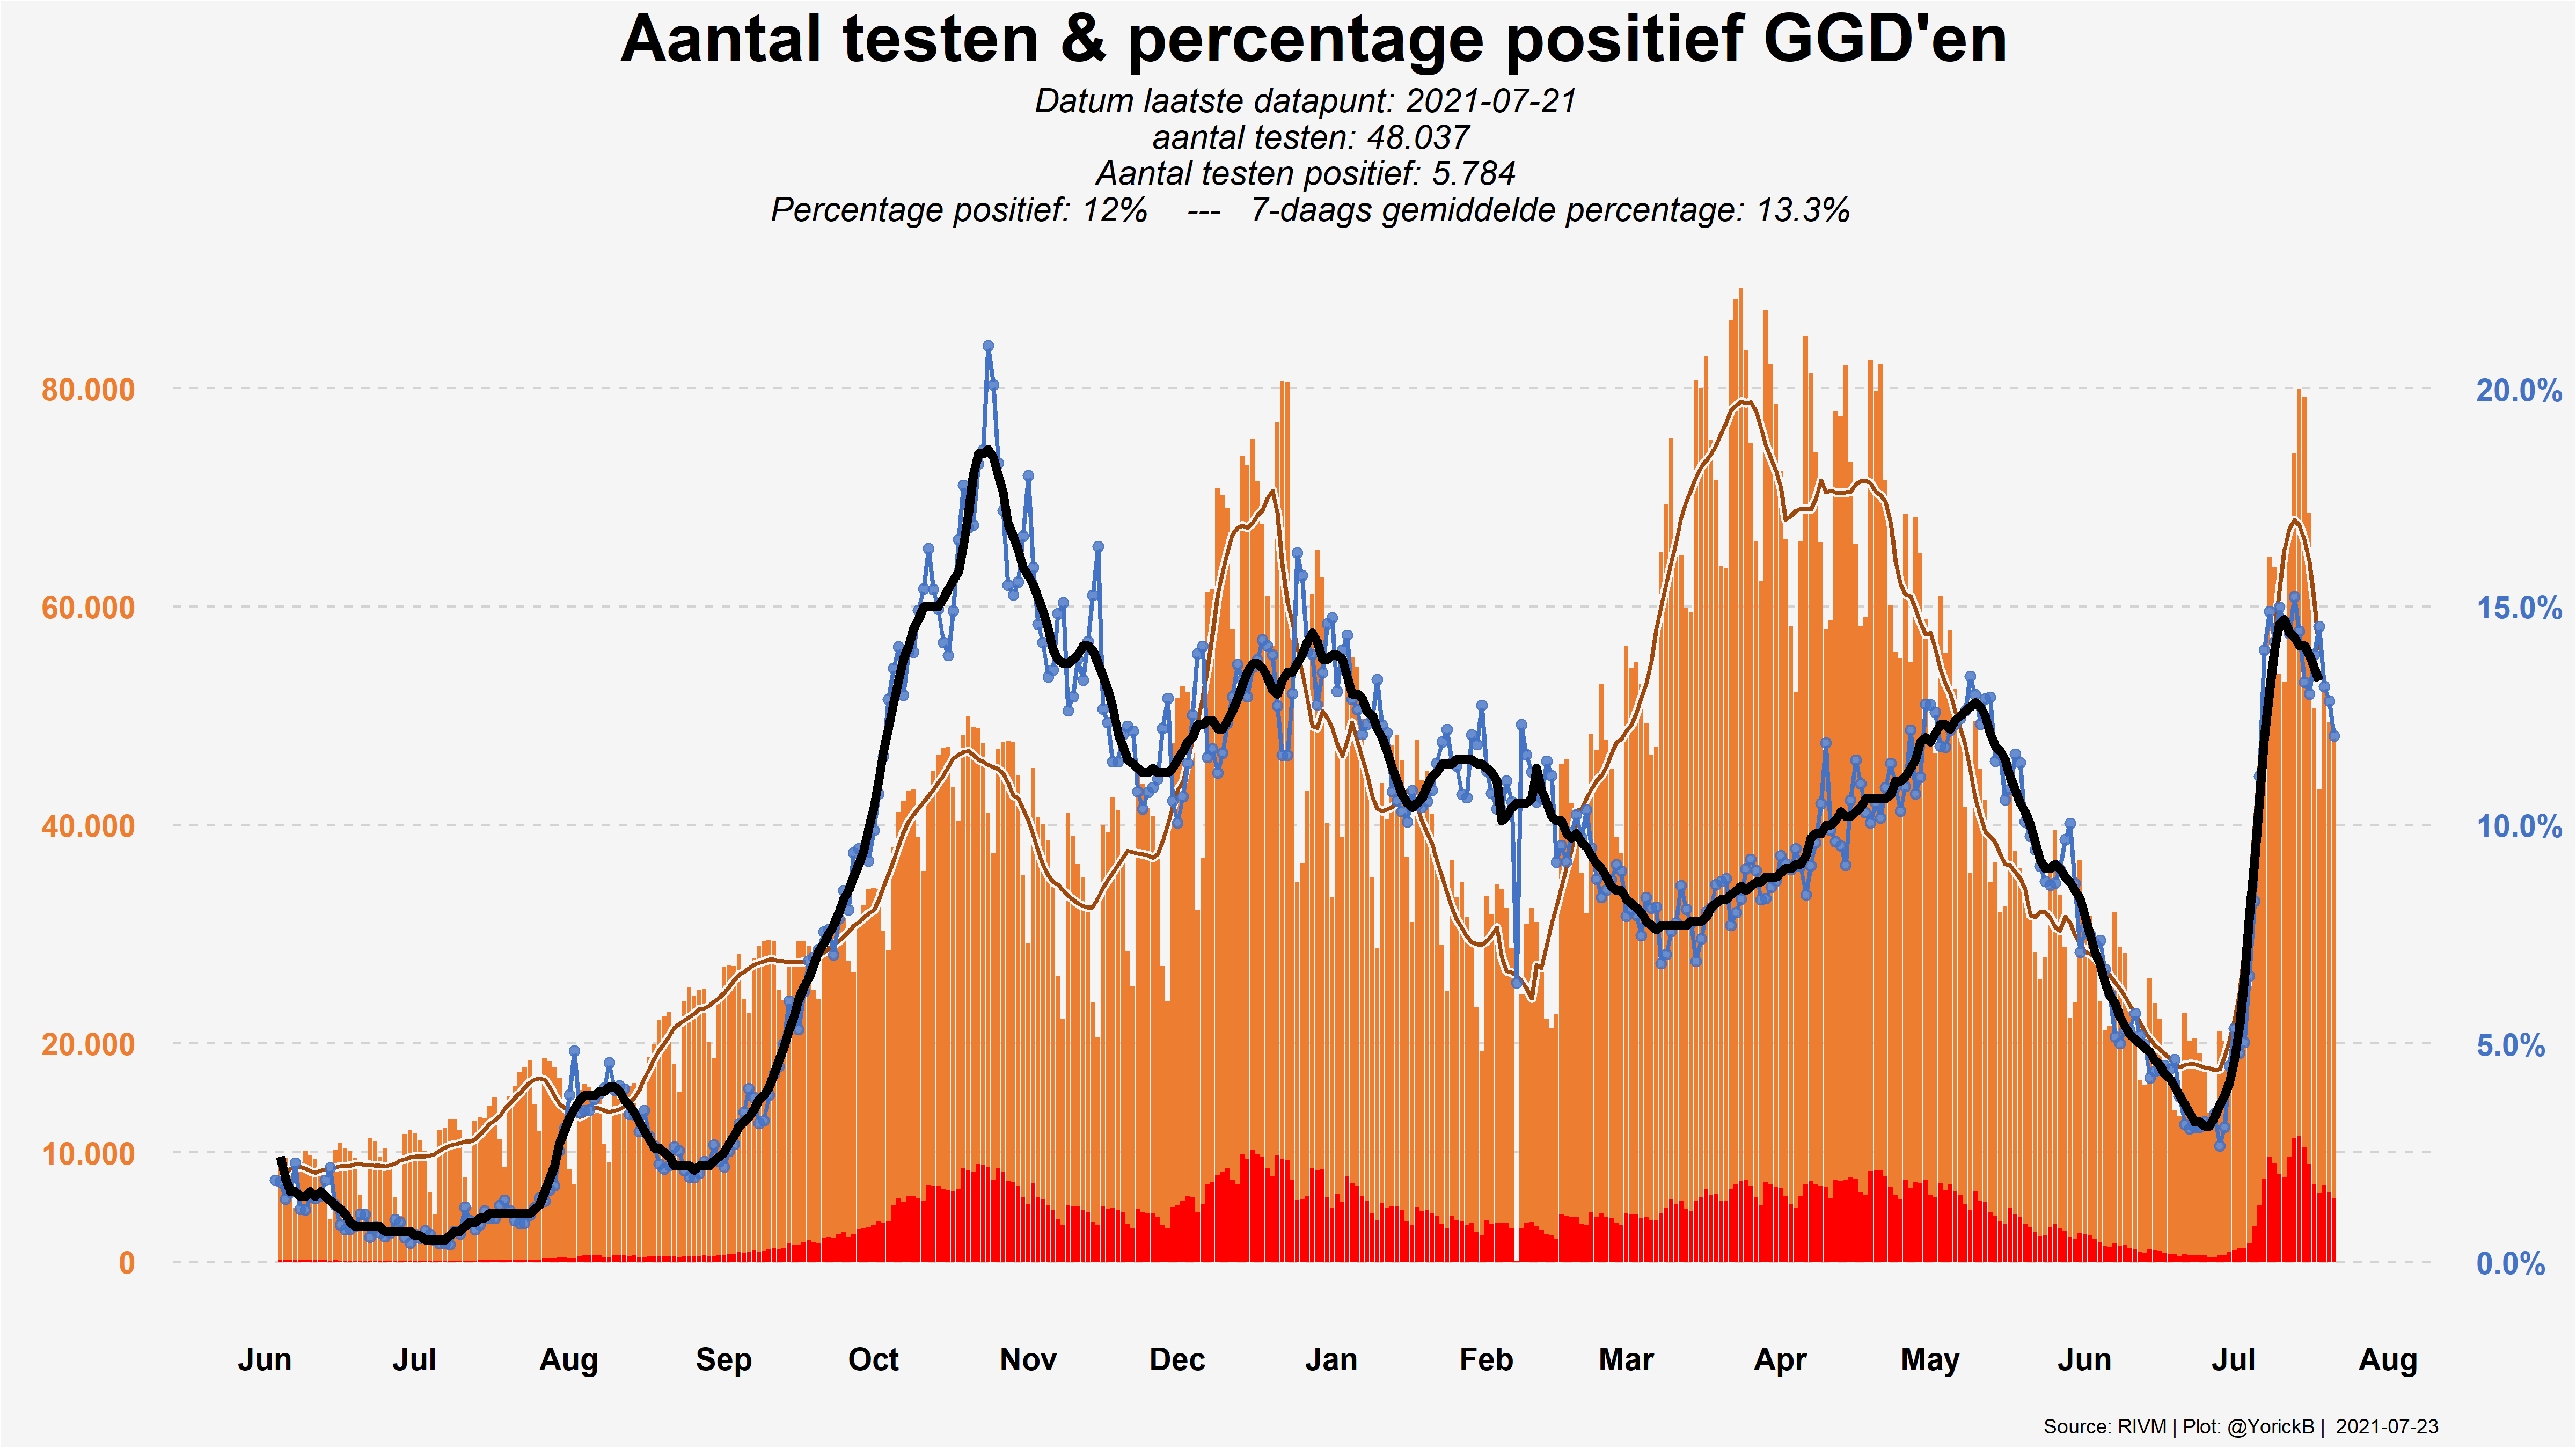 Aantal testen & percentage positief GGD'en
Datum laatste datapunt: 2021-07-21
aantal testen: 48.037
Aantal testen positief: 5.784
Percentage positief: 12% --- 7-daags gemiddelde percentage: 13.3%
80.000
60.000
40.000
20.000
10.000
0
20.0%
15.0%
10.0%
5.0%
0.0%
Jun Jul Aug Sep Oct Nov Dec Jan Feb Mar Apr May Jun Jul Aug
Source: RIVM | Plot: @YorickB | 2021-07-23